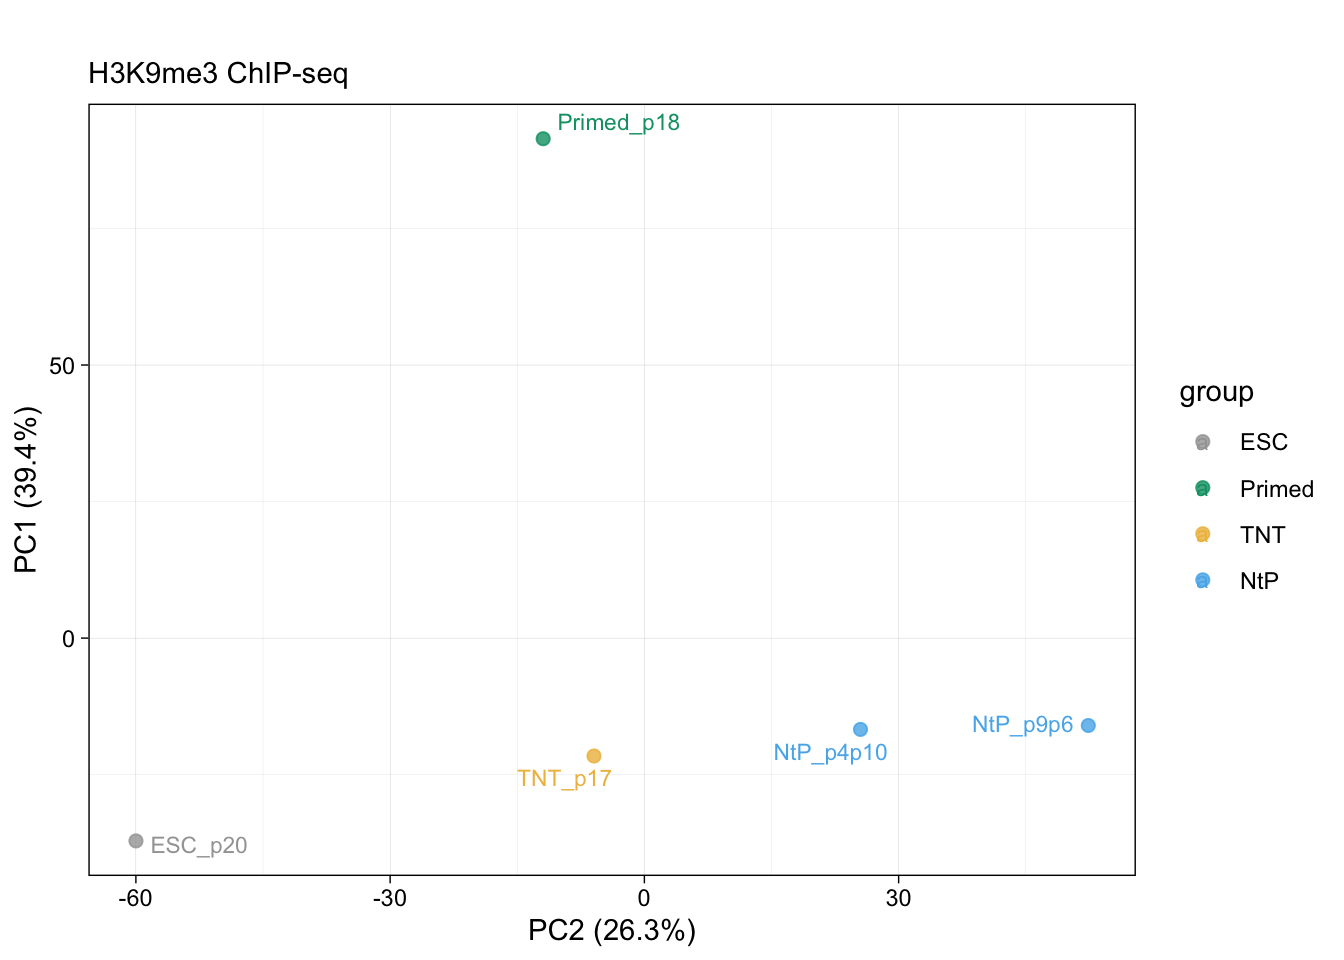 H3K9me3 ChIP-seq
Primed_p18
50
0
PC1 (39.4%)
NtP_p9p6
NtP_p4p10
TNT_p17
ESC_p20
-60
-30
0
30
PC2 (26.3%)
group
a ESC
a Primed
a TNT
a NtP